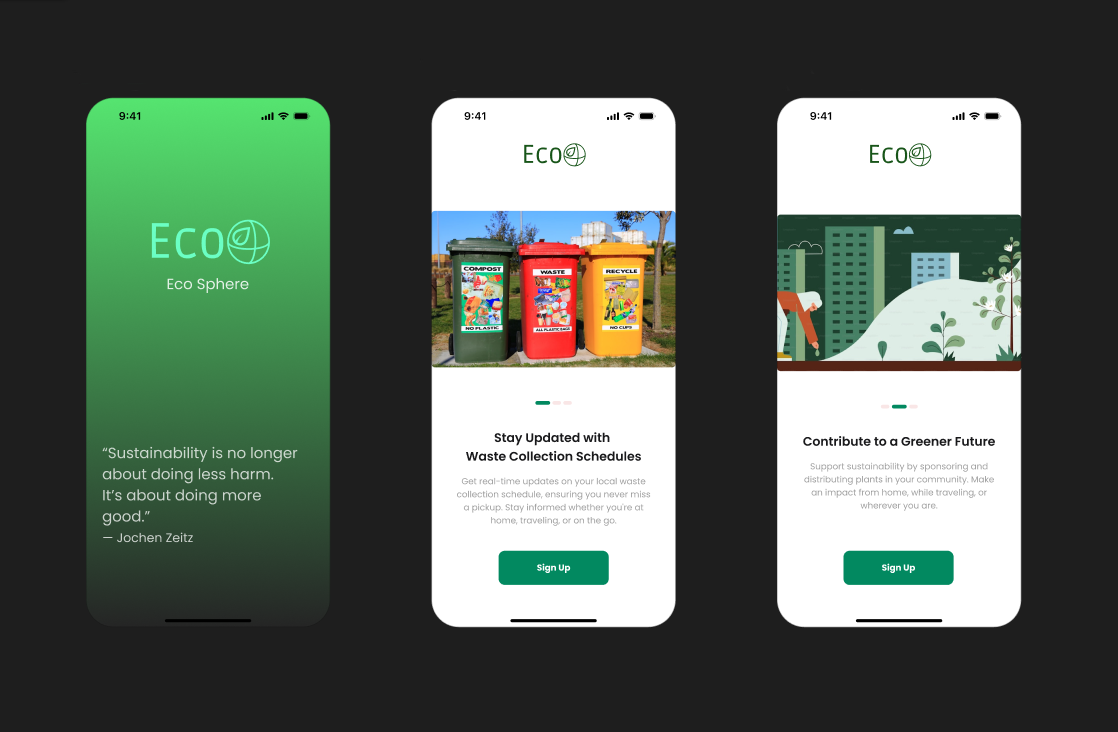 9:41
Eco
Eco Sphere
“Sustainability is no longer
about doing less harm.
It’s about doing more
good.”
— Jochen Zeitz
9:41
Eco
COMPOST
NO PLASTIC
WASTE
ALL PLASTIC BAGS
RECYCLE
NO CUPS
Stay Updated with
Waste Collection Schedules
Get real-time updates on your local waste
collection schedule, ensuring you never miss
a pickup. Stay informed whether you're at
home, traveling, or on the go.
Sign Up
9:41
Eco
Contribute to a Greener Future
Support sustainability by sponsoring and
distributing plants in your community. Make
an impact from home, while traveling, or
wherever you are.
Sign Up